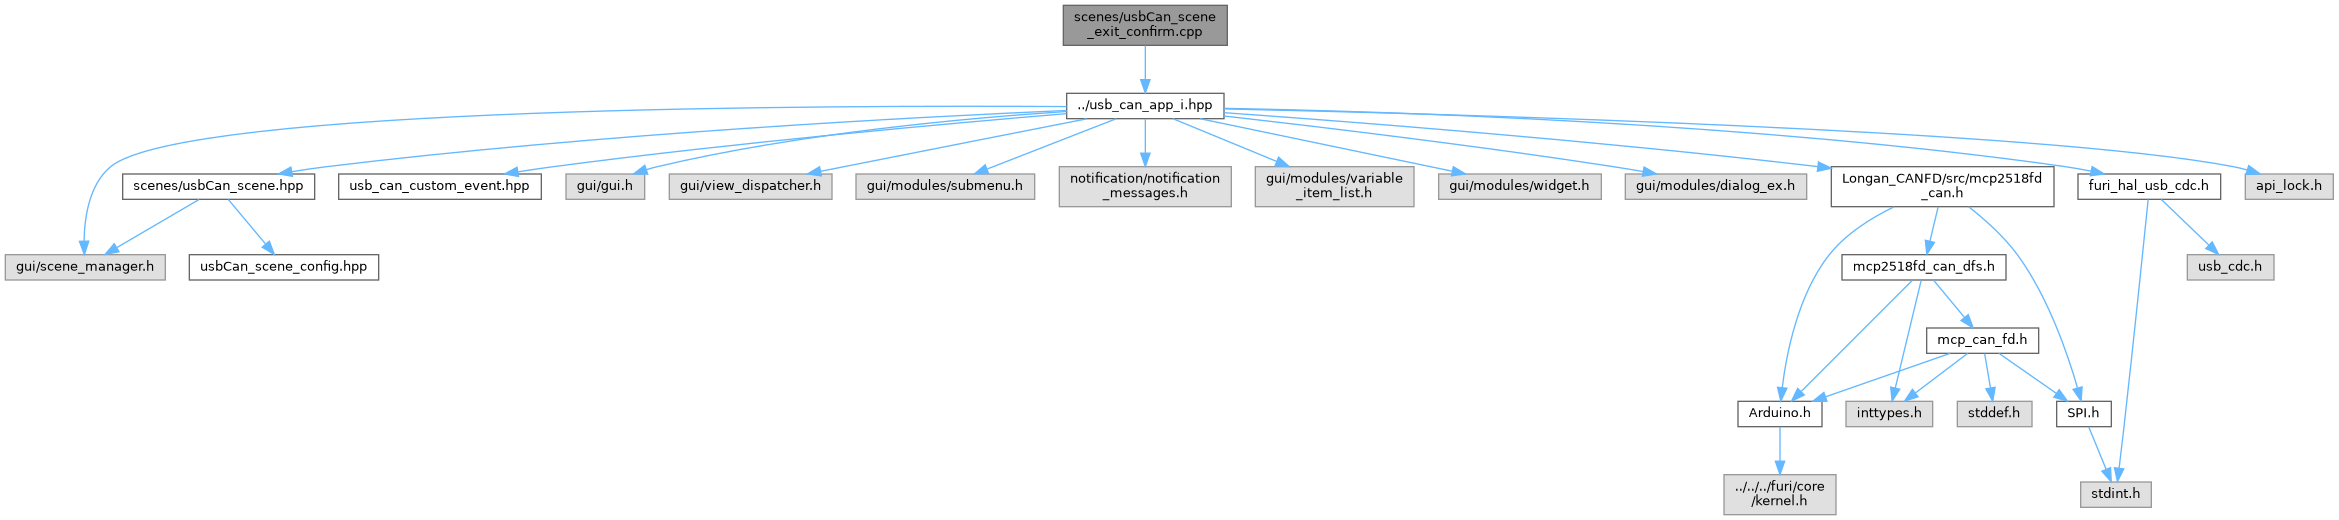 scenes/usbCan_scene
_exit_confirm.cpp
../usb_can_app_i.hpp
scenes/usbCan_scene.hpp
usb_can_custom_event.hpp
gui/gui.h
gui/view_dispatcher.h
gui/modules/submenu.h
notification/notification
_messages.h
gui/modules/variable
_item_list.h
gui/modules/widget.h
gui/modules/dialog_ex.h
Longan_CANFD/src/mcp2518fd
_can.h
furi_hal_usb_cdc.h
api_lock.h
gui/scene_manager.h
usbCan_scene_config.hpp
mcp2518fd_can_dfs.h
usb_cdc.h
mcp_can_fd.h
Arduino.h
inttypes.h
stddef.h
SPI.h
../../../furi/core
/kernel.h
stdint.h